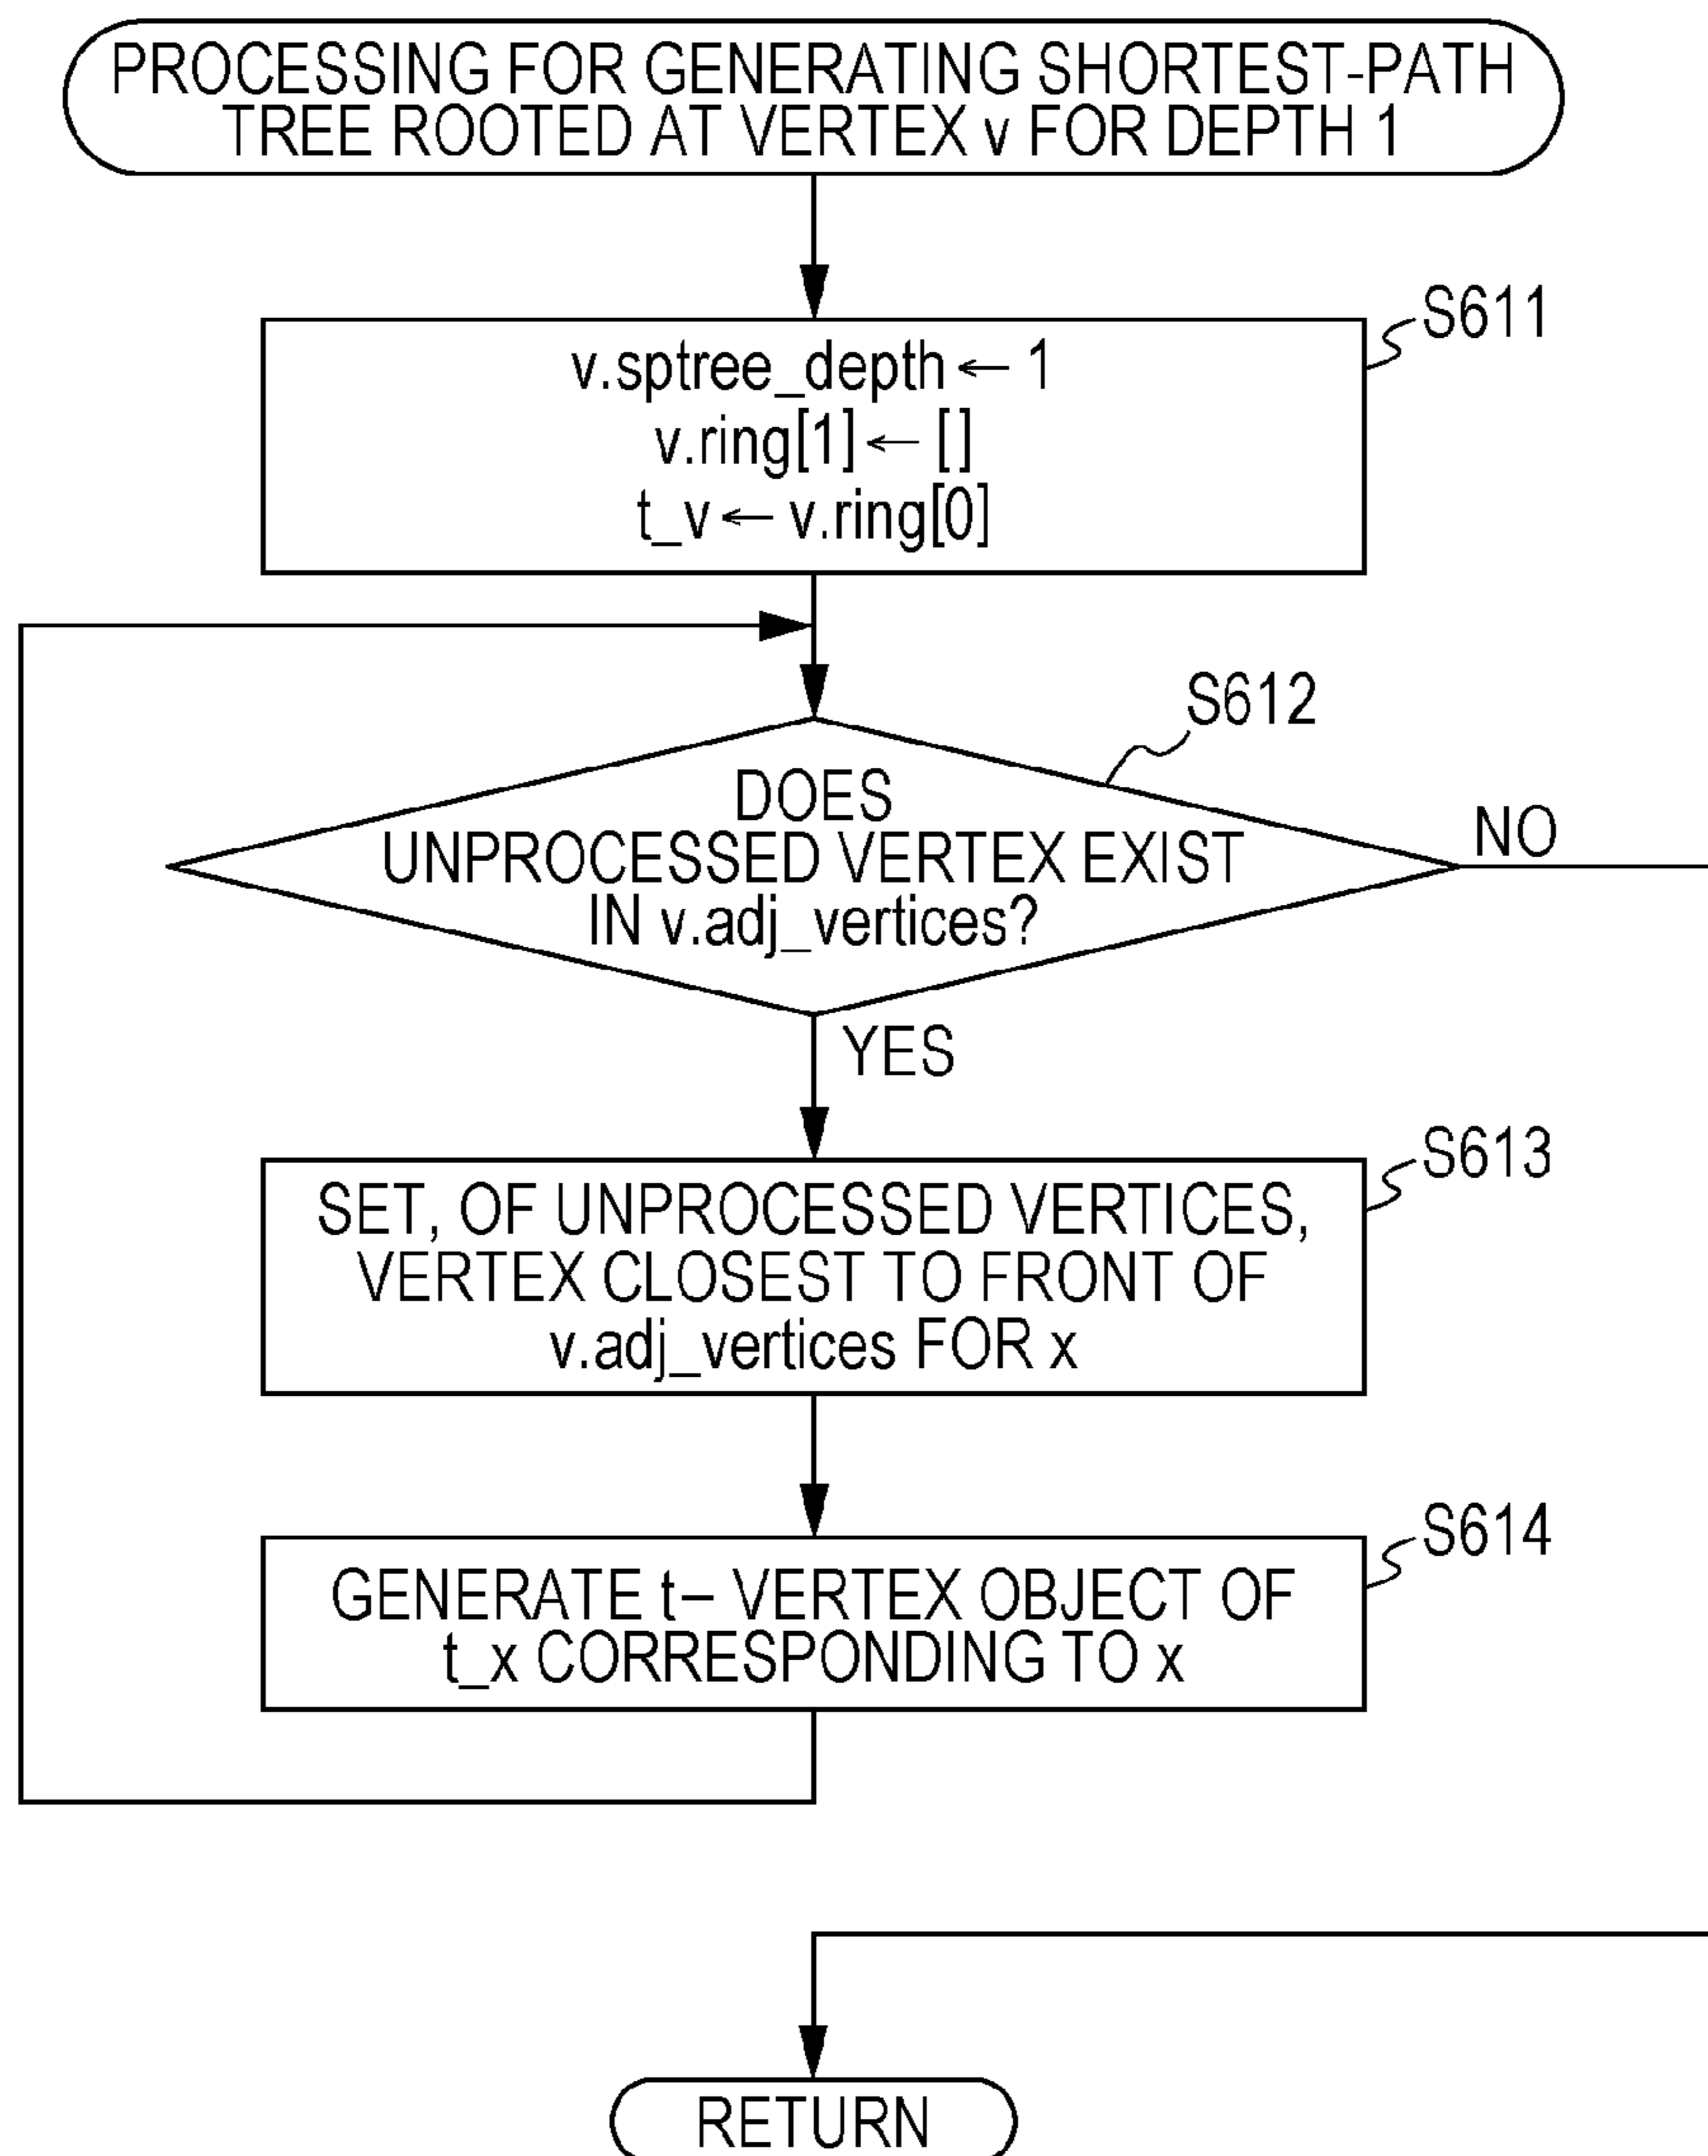 PROCESSING FOR GENERATING SHORTEST-PATH
TREE ROOTED AT VERTEX v FOR DEPTH 1
S611
v.sptree_depth ← 1
v.ring[1] ← []
t_v ← v.ring[0]
S612
DOES
UNPROCESSED VERTEX EXIST
IN v.adj_vertices?
NO
YES
S613
SET, OF UNPROCESSED VERTICES,
VERTEX CLOSEST TO FRONT OF
v.adj_vertices FOR x
S614
GENERATE t– VERTEX OBJECT OF
t_x CORRESPONDING TO x
RETURN